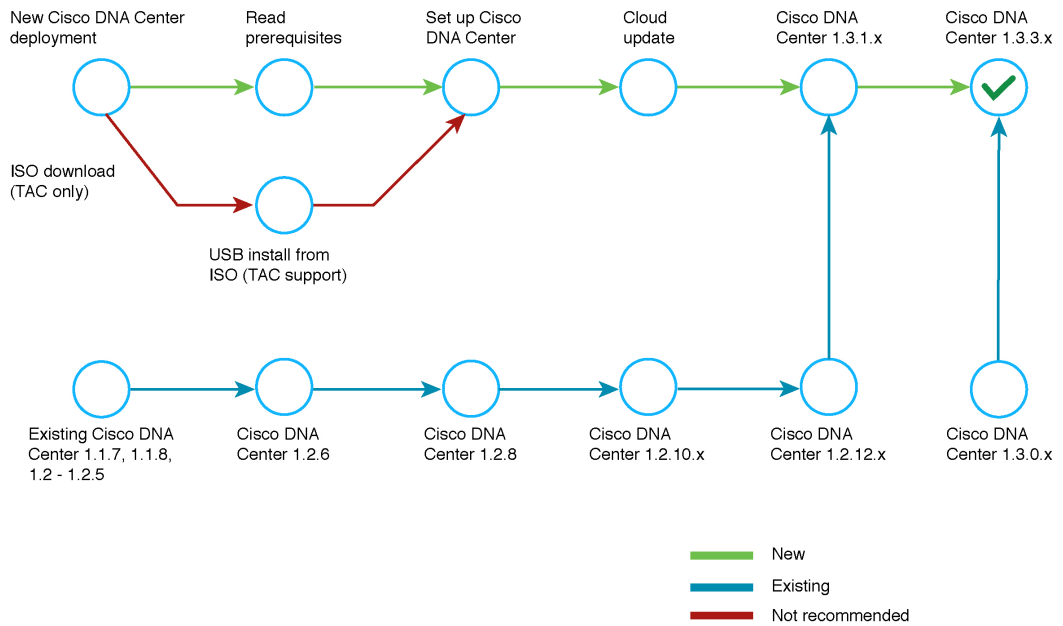 New Cisco DNA Center
deployment
Read
prerequisites
Set up Cisco
DNA Center
Cloud
update
Cisco DNA
Center 1.3.1.x
Cisco DNA
Center 1.3.3.x
ISO download
(TAC only)
USB install from
ISO (TAC support)
Existing Cisco DNA
Center 1.1.7, 1.1.8,
1.2 - 1.2.5
Cisco DNA
Center 1.2.6
Cisco DNA
Center 1.2.8
Cisco DNA
Center 1.2.10.x
Cisco DNA
Center 1.2.12.x
Cisco DNA
Center 1.3.0.x
New
Existing
Not recommended